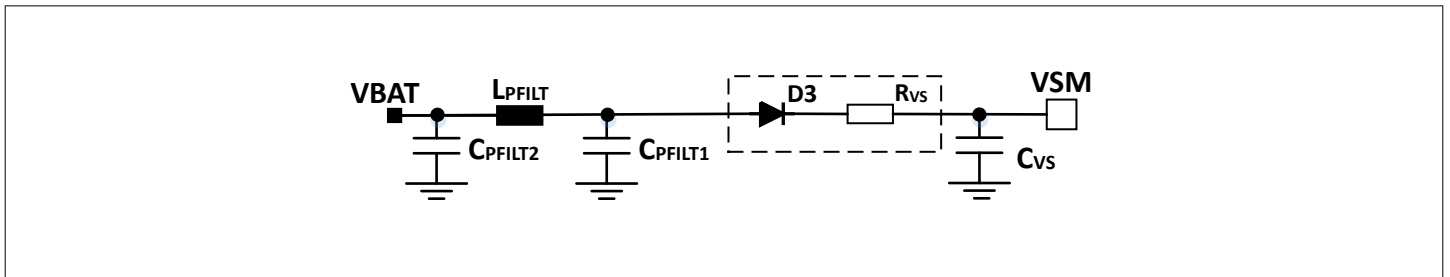 VBAT
LPFILT
D3
RVS
VSM
CPFILT2
CPFILT1
CVS